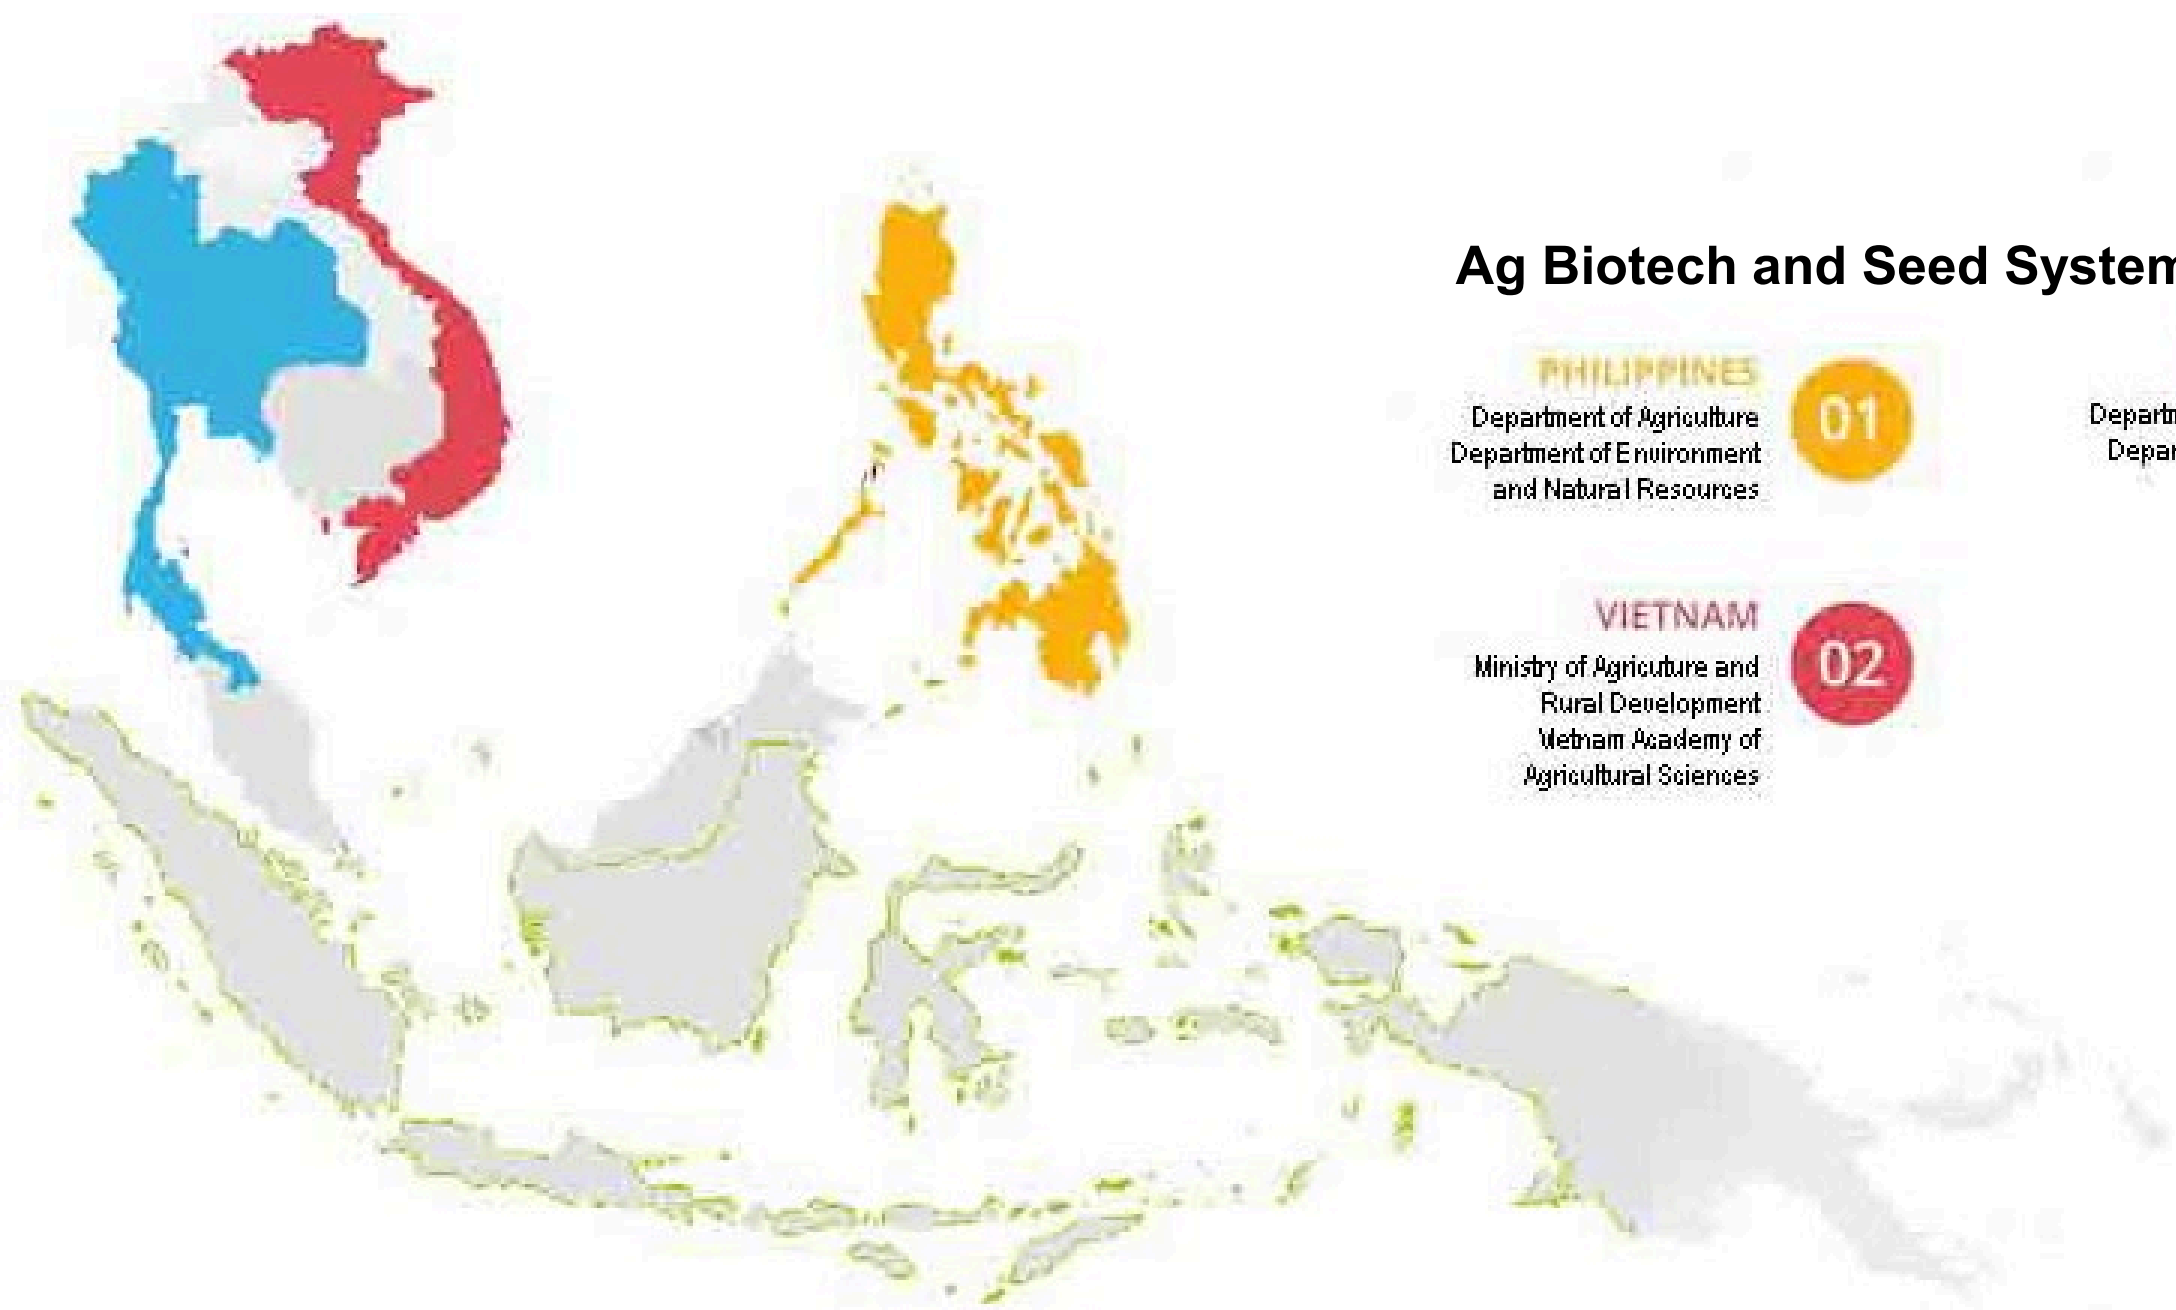 Ag Biotech and Seed System
PHILIPPINES
01
Department of Agriculture
Department of Environment
and Natural Resources
VIETNAM
02
Ministry of Agricuture and
Rural Development
Vietnam Academy of
Agricultural Sciences